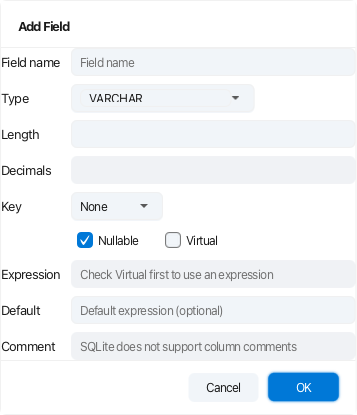 Add Field
Field name Field name
Type VARCHAR
Length
Decimals
Key None
Nullable Virtual
Expression Check Virtual first to use an expression
Default Default expression (optional)
Comment SQLite does not support column comments
Cancel OK